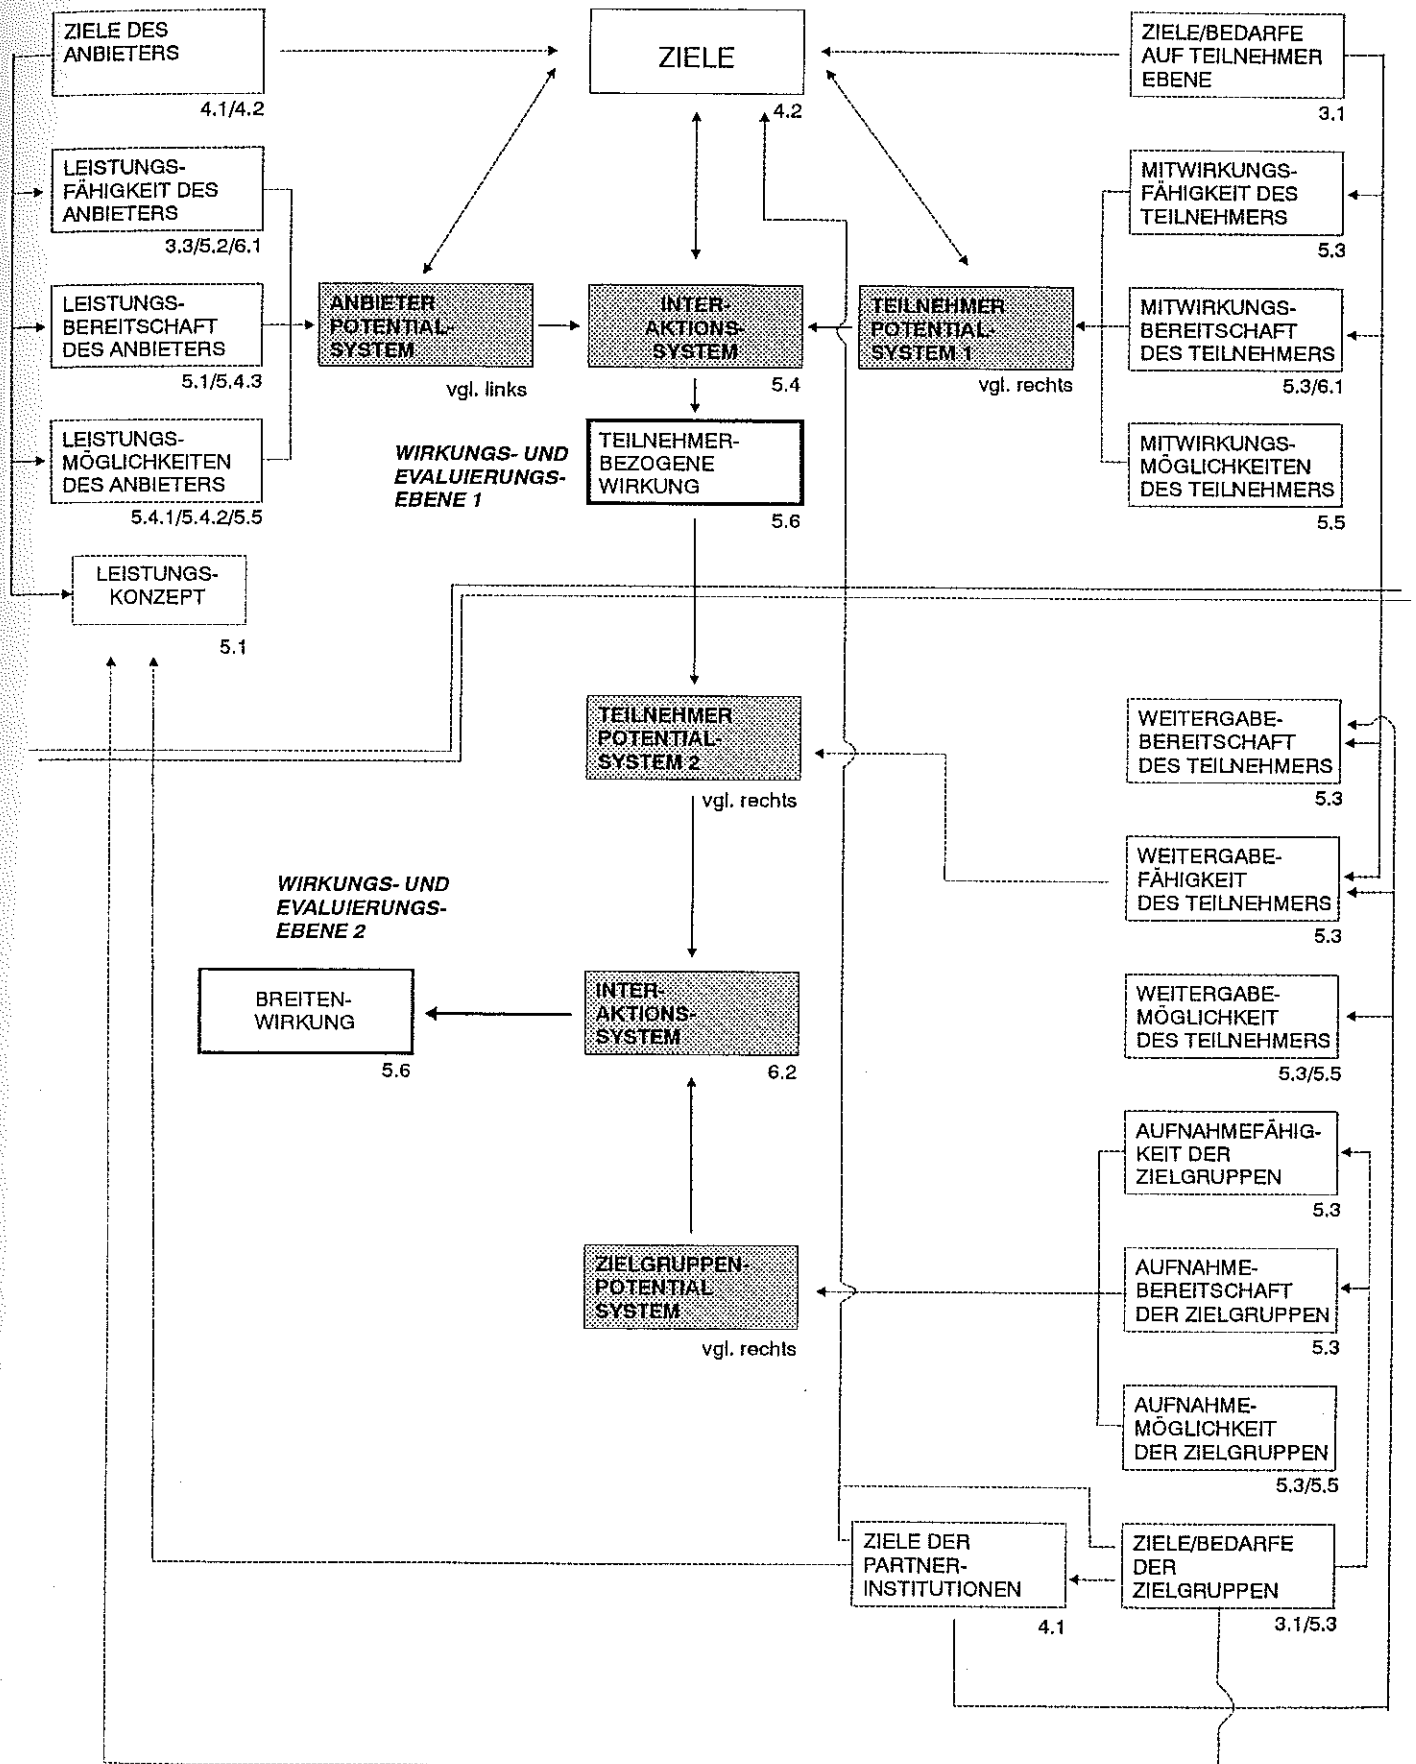 ZIELE DES
ANBIETERS
4.1/4.2
ZIELE
4.2
ZIELE/BEDARFE
AUF TEILNEHMER
EBENE
3.1
LEISTUNGS-
FÄHIGKEIT DES
ANBIETERS
3.3/5.2/6.1
MITWIRKUNGS-
FÄHIGKEIT DES
TEILNEHMERS
5.3
LEISTUNGS-
BEREITSCHAFT
DES ANBIETERS
5.1/5.4.3
ANBIETER
POTENTIAL-
SYSTEM
vgl. links
INTER-
AKTIONS-
SYSTEM
5.4
TEILNEHMER
POTENTIAL-
SYSTEM 1
vgl. rechts
MITWIRKUNGS-
BEREITSCHAFT
DES TEILNEHMERS
5.3/6.1
LEISTUNGS-
MÖGLICHKEITEN
DES ANBIETERS
5.4.1/5.4.2/5.5
WIRKUNGS- UND
EVALUIERUNGS-
EBENE 1
TEILNEHMER-
BEZOGENE
WIRKUNG
5.6
MITWIRKUNGS-
MÖGLICHKEITEN
DES TEILNEHMERS
5.5
LEISTUNGS-
KONZEPT
5.1
TEILNEHMER
POTENTIAL-
SYSTEM 2
vgl. rechts
WEITERGABE-
BEREITSCHAFT
DES TEILNEHMERS
5.3
WEITERGABE-
FÄHIGKEIT
DES TEILNEHMERS
5.3
WIRKUNGS- UND
EVALUIERUNGS-
EBENE 2
BREITEN-
WIRKUNG
5.6
INTER-
AKTIONS-
SYSTEM
6.2
WEITERGABE-
MÖGLICHKEIT
DES TEILNEHMERS
5.3/5.5
AUFNAHMEFÄHIG-
KEIT DER
ZIELGRUPPEN
5.3
ZIELGRUPPEN-
POTENTIAL
SYSTEM
vgl. rechts
AUFNAHME-
BEREITSCHAFT
DER ZIELGRUPPEN
5.3
AUFNAHME-
MÖGLICHKEIT
DER ZIELGRUPPEN
5.3/5.5
ZIELE DER
PARTNER-
INSTITUTIONEN
4.1
ZIELE/BEDARFE
DER
ZIELGRUPPEN
3.1/5.3